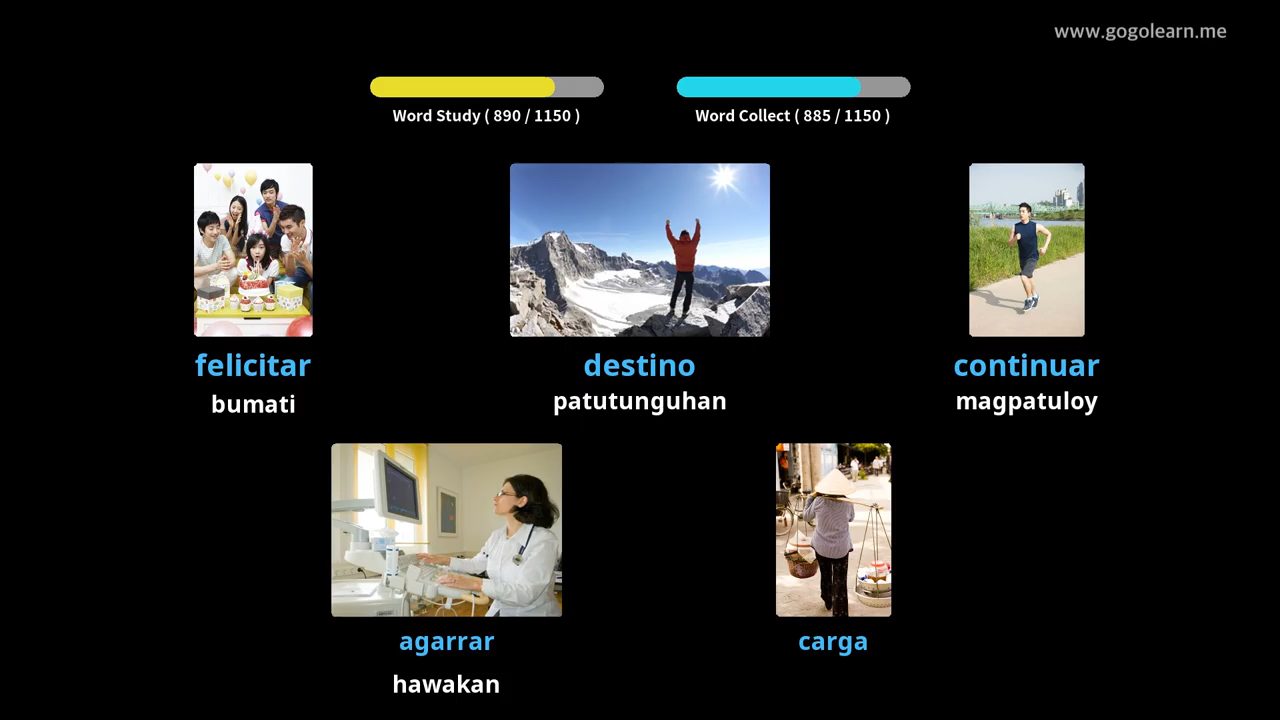 www.gogolearn.me
Word Study ( 890 / 1150 )
Word Collect ( 885 / 1150 )
felicitar
bumati
destino
patutunguhan
continuar
magpatuloy
agarrar
hawakan
carga